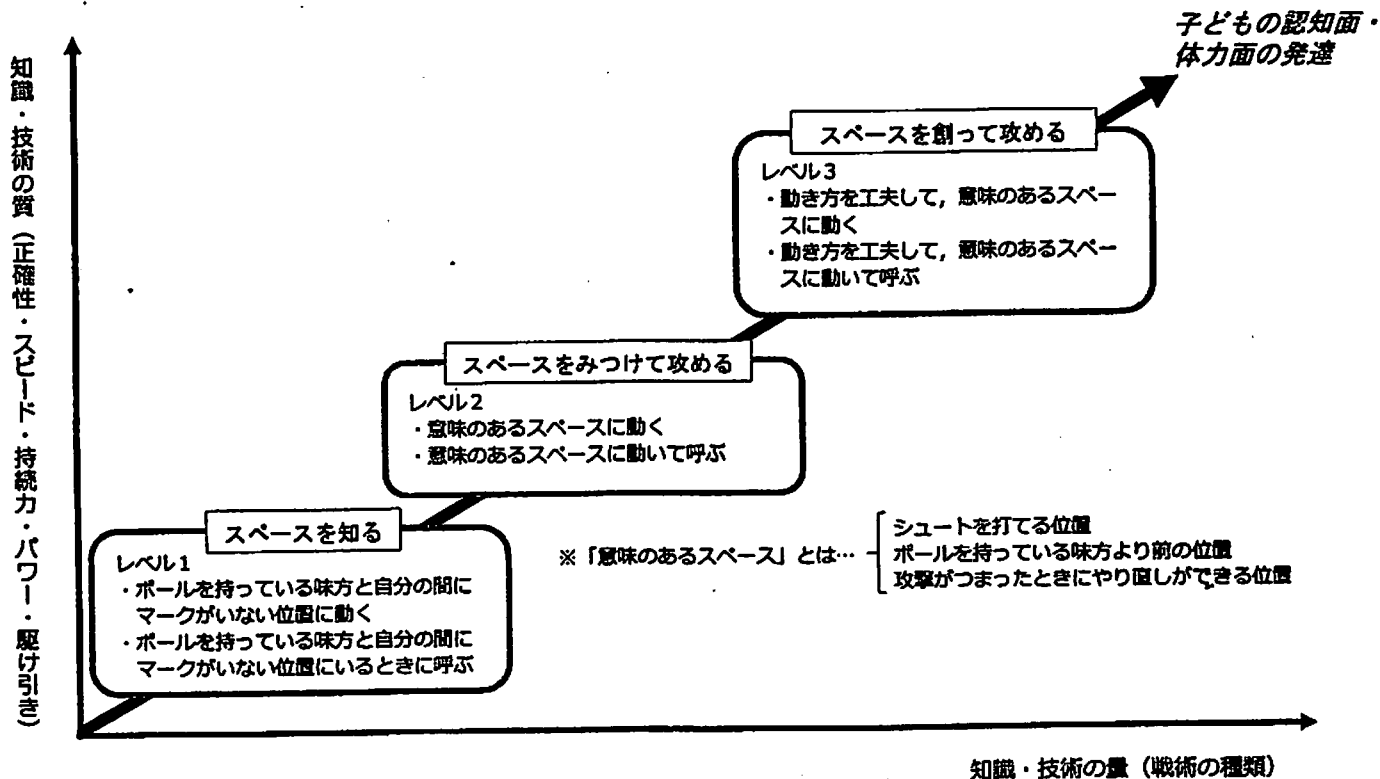 子どもの認知面・
体力面の発達
知識・技術の質（正確性・スピード・持続力・パワー・駆け引き）
スペースを創って攻める
レベル3
・動き方を工夫して，意味のあるスペー
スに動く
・動き方を工夫して，意味のあるスペー
スに動いて呼ぶ
スペースをみつけて攻める
レベル2
・意味のあるスペースに動く
・意味のあるスペースに動いて呼ぶ
スペースを知る
レベル1
・ボールを持っている味方と自分の間に
マークがいない位置に動く
・ボールを持っている味方と自分の間に
マークがいない位置にいるときに呼ぶ
※「意味のあるスペース」とは…
シュートを打てる位置
ボールを持っている味方より前の位置
攻撃がつまったときにやり直しができる位置
知識・技術の量（戦術の種類）